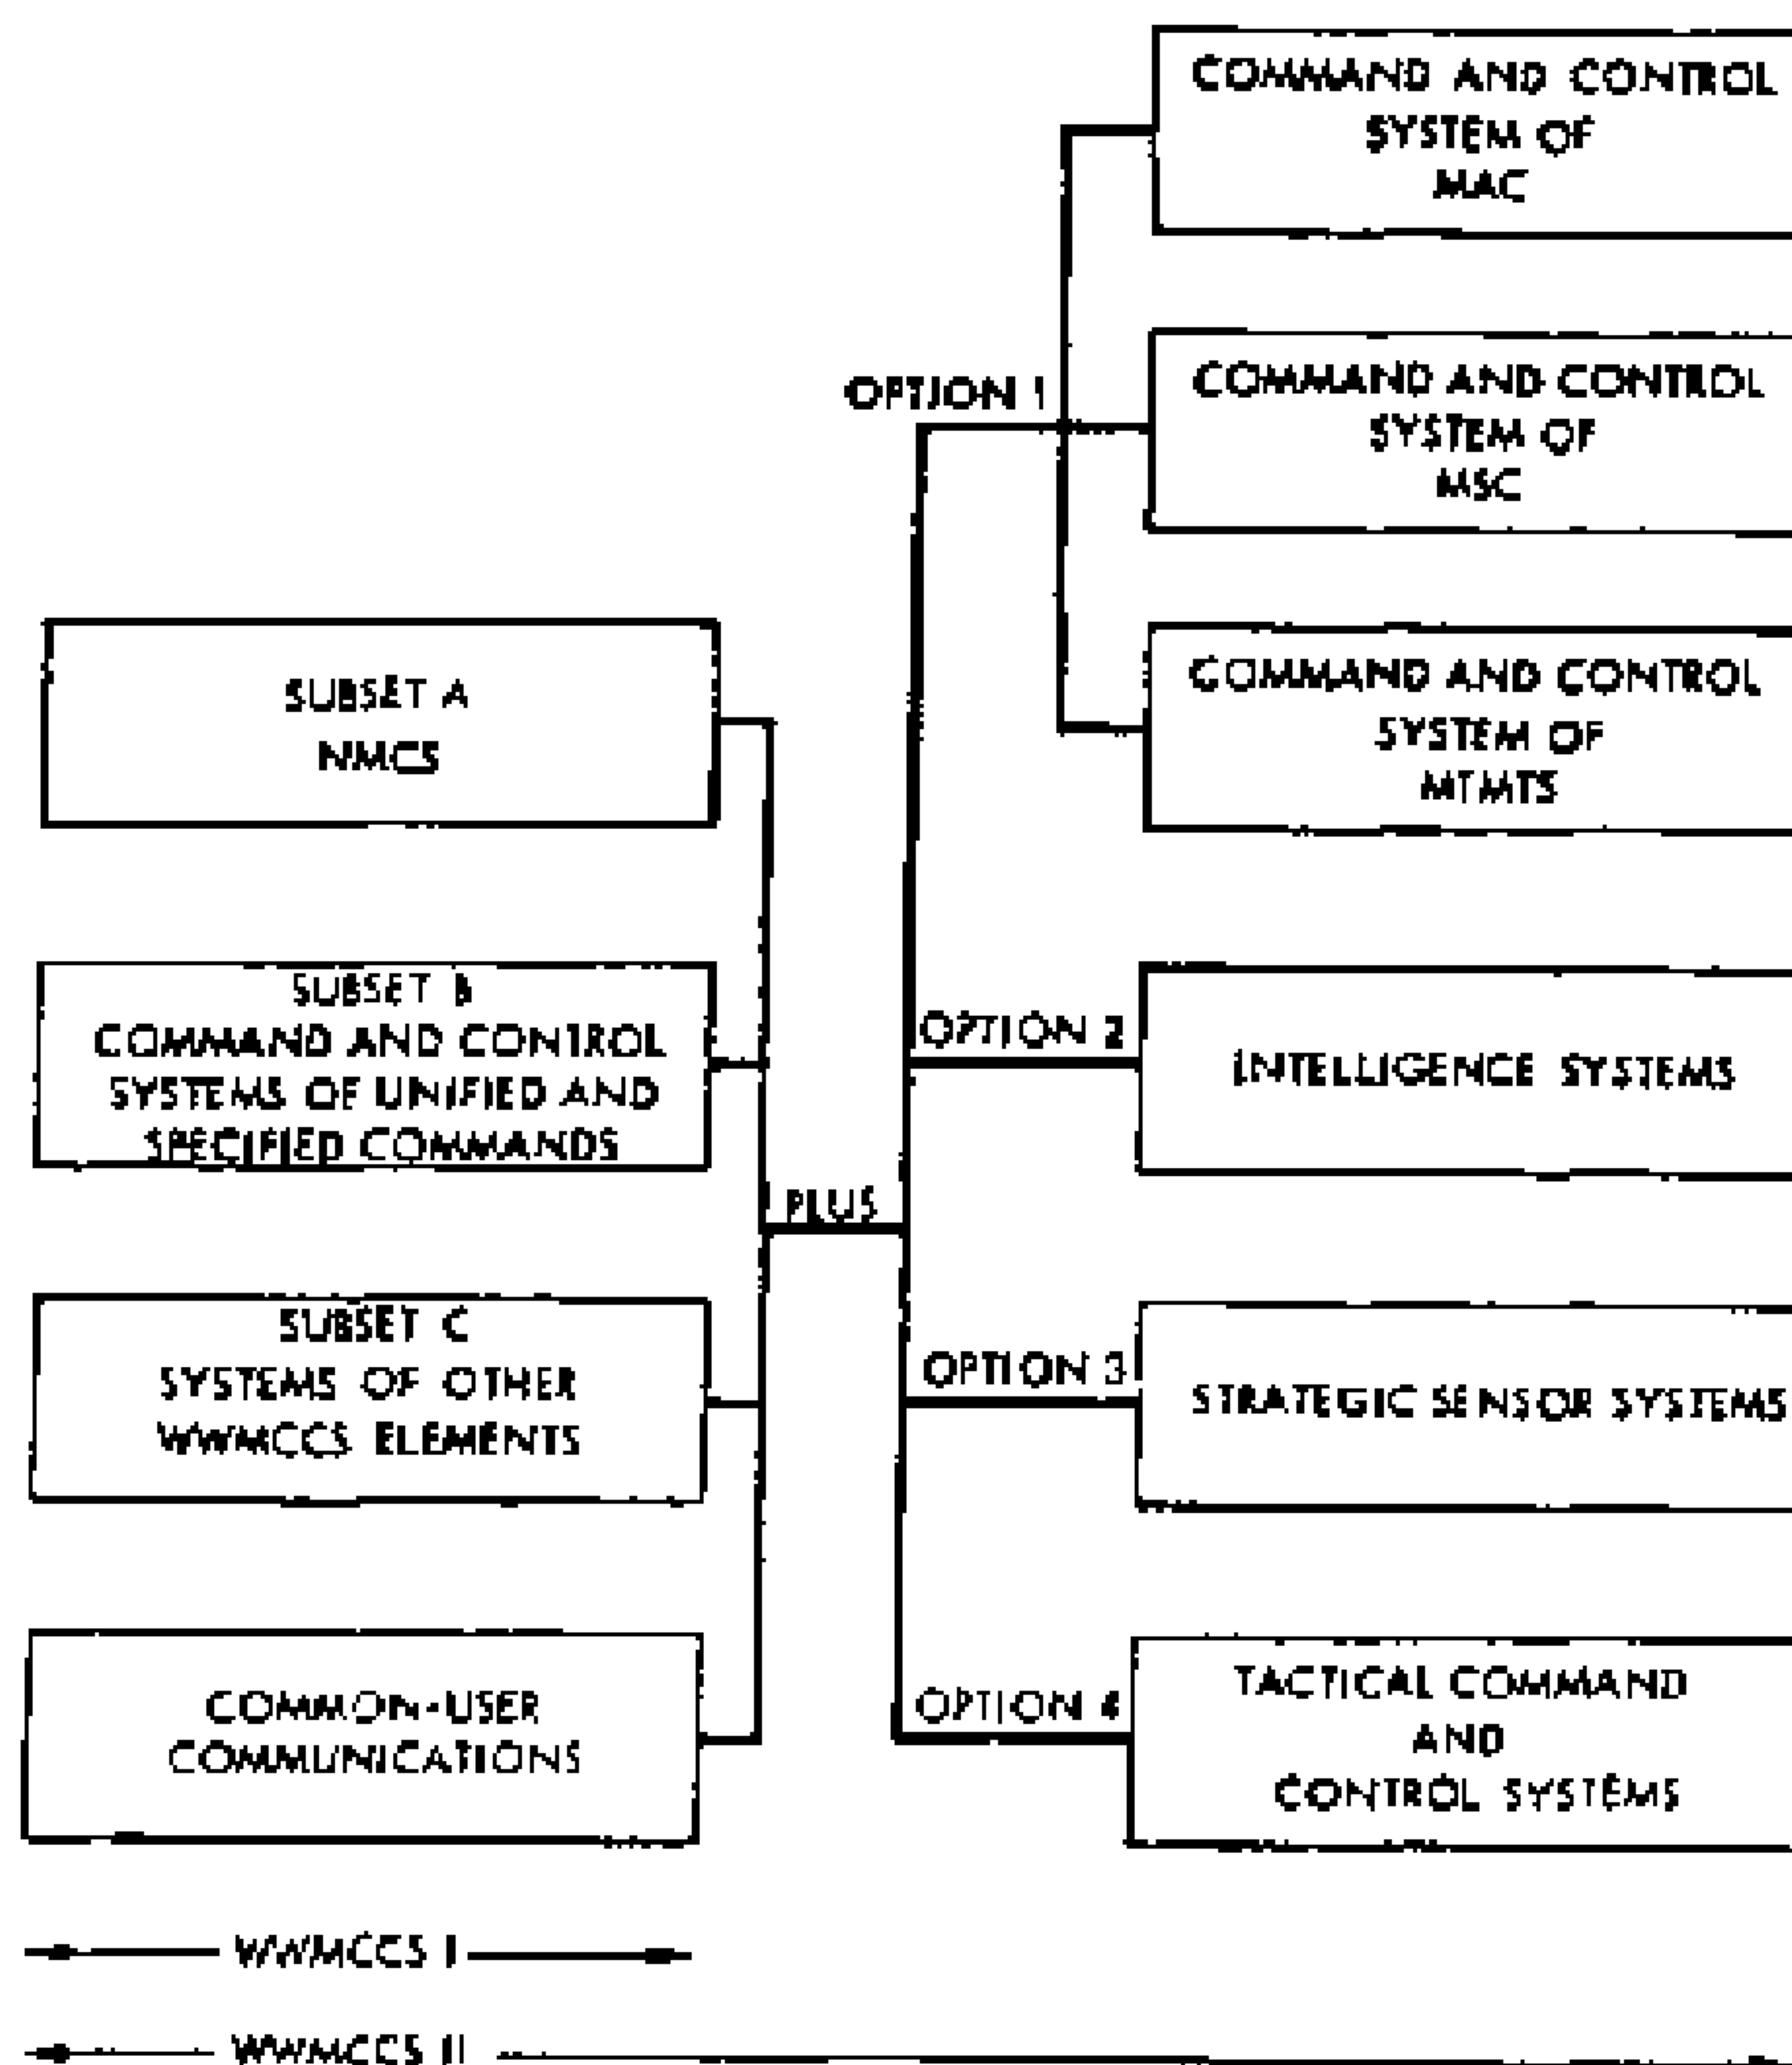 COMMAND AND CONTROL
SYSTEM OF
MAC
OPTION 1
COMMAND AND CONTROL
SYSTEM OF
MSC
COMMAND AND CONTROL
SYSTEM OF
MTMTS
SUBSET A
NMCS
SUBSET B
COMMAND AND CONTROL
SYSTEMS OF UNIFIED AND
SPECIFIED COMMANDS
OPTION 2
INTELLIGENCE SYSTEMS
PLUS
SUBSET C
SYSTEMS OF OTHER
WWMCCS ELEMENTS
OPTION 3
STRATEGIC SENSOR SYSTEMS
COMMON-USER
COMMUNICATIONS
OPTION 4
TACTICAL COMMAND
AND
CONTROL SYSTEMS
WWMCCS I
WWMCCS II